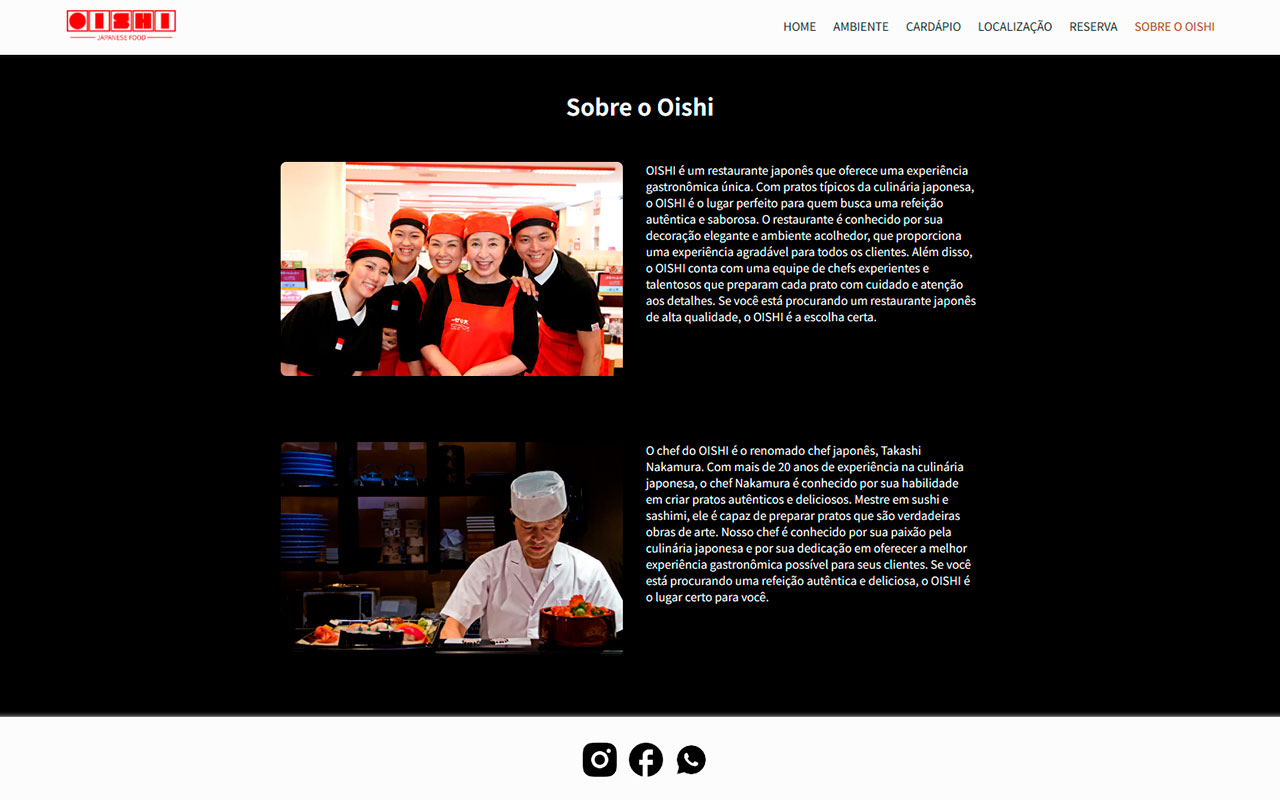 OISHI
JAPANESE FOOD
HOME AMBIENTE CARDÁPIO LOCALIZAÇÃO RESERVA SOBRE O OISHI
Sobre o Oishi
OISHI é um restaurante japonês que oferece uma experiência
gastronômica única. Com pratos típicos da culinária japonesa,
o OISHI é o lugar perfeito para quem busca uma refeição
autêntica e saborosa. O restaurante é conhecido por sua
decoração elegante e ambiente acolhedor, que proporciona
uma experiência agradável para todos os clientes. Além disso,
o OISHI conta com uma equipe de chefs experientes e
talentosos que preparam cada prato com cuidado e atenção
aos detalhes. Se você está procurando um restaurante japonês
de alta qualidade, o OISHI é a escolha certa.
O chef do OISHI é o renomado chef japonês, Takashi
Nakamura. Com mais de 20 anos de experiência na culinária
japonesa, o chef Nakamura é conhecido por sua habilidade
em criar pratos autênticos e deliciosos. Mestre em sushi e
sashimi, ele é capaz de preparar pratos que são verdadeiras
obras de arte. Nosso chef é conhecido por sua paixão pela
culinária japonesa e por sua dedicação em oferecer a melhor
experiência gastronômica possível para seus clientes. Se você
está procurando uma refeição autêntica e deliciosa, o OISHI é
o lugar certo para você.